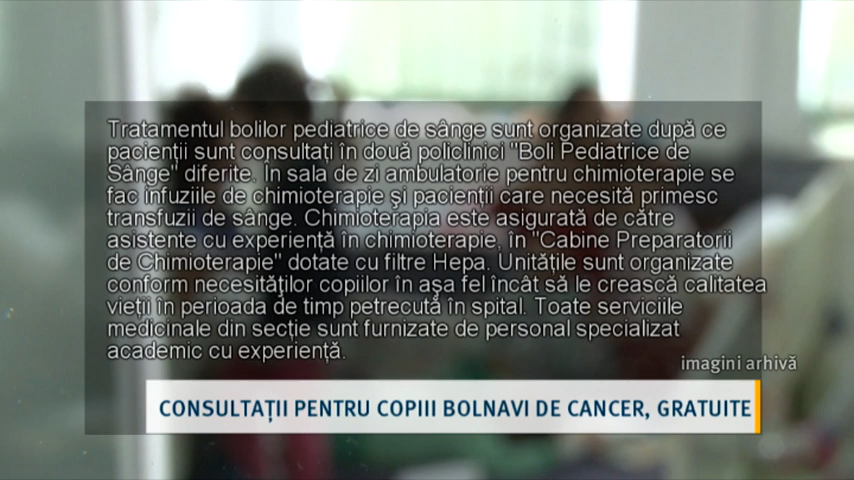 Tratamentul bolilor pediatrice de sânge sunt organizate după ce
pacienții sunt consultați în două policlinici "Boli Pediatrice de
Sânge" diferite. În sala de zi ambulatorie pentru chimioterapie se
fac infuziile de chimioterapie și pacienții care necesită primesc
transfuzii de sânge. Chimioterapia este asigurată de către
asistente cu experiență în chimioterapie, în "Cabine Preparatorii
de Chimioterapie" dotate cu filtre Hepa. Unitățile sunt organizate
conform necesităţilor copiilor în aşa fel încât să le crească calitatea
vieții în perioada de timp petrecută în spital. Toate serviciile
medicinale din secție sunt furnizate de personal specializat
academic cu experiență.
imagini arhivă
CONSULTAȚII PENTRU COPIII BOLNAVI DE CANCER, GRATUITE